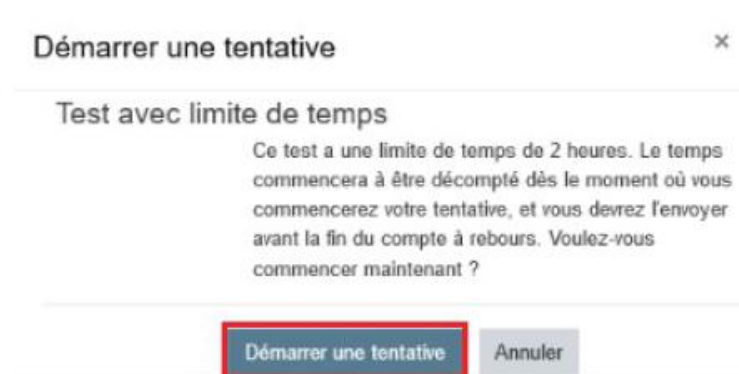 Démarrer une tentative ×
Test avec limite de temps
Ce test a une limite de temps de 2 heures. Le temps
commencera à être décompté dès le moment où vous
commencerez votre tentative, et vous devrez l'envoyer
avant la fin du compte à rebours. Voulez-vous
commencer maintenant ?
Démarrer une tentative Annuler